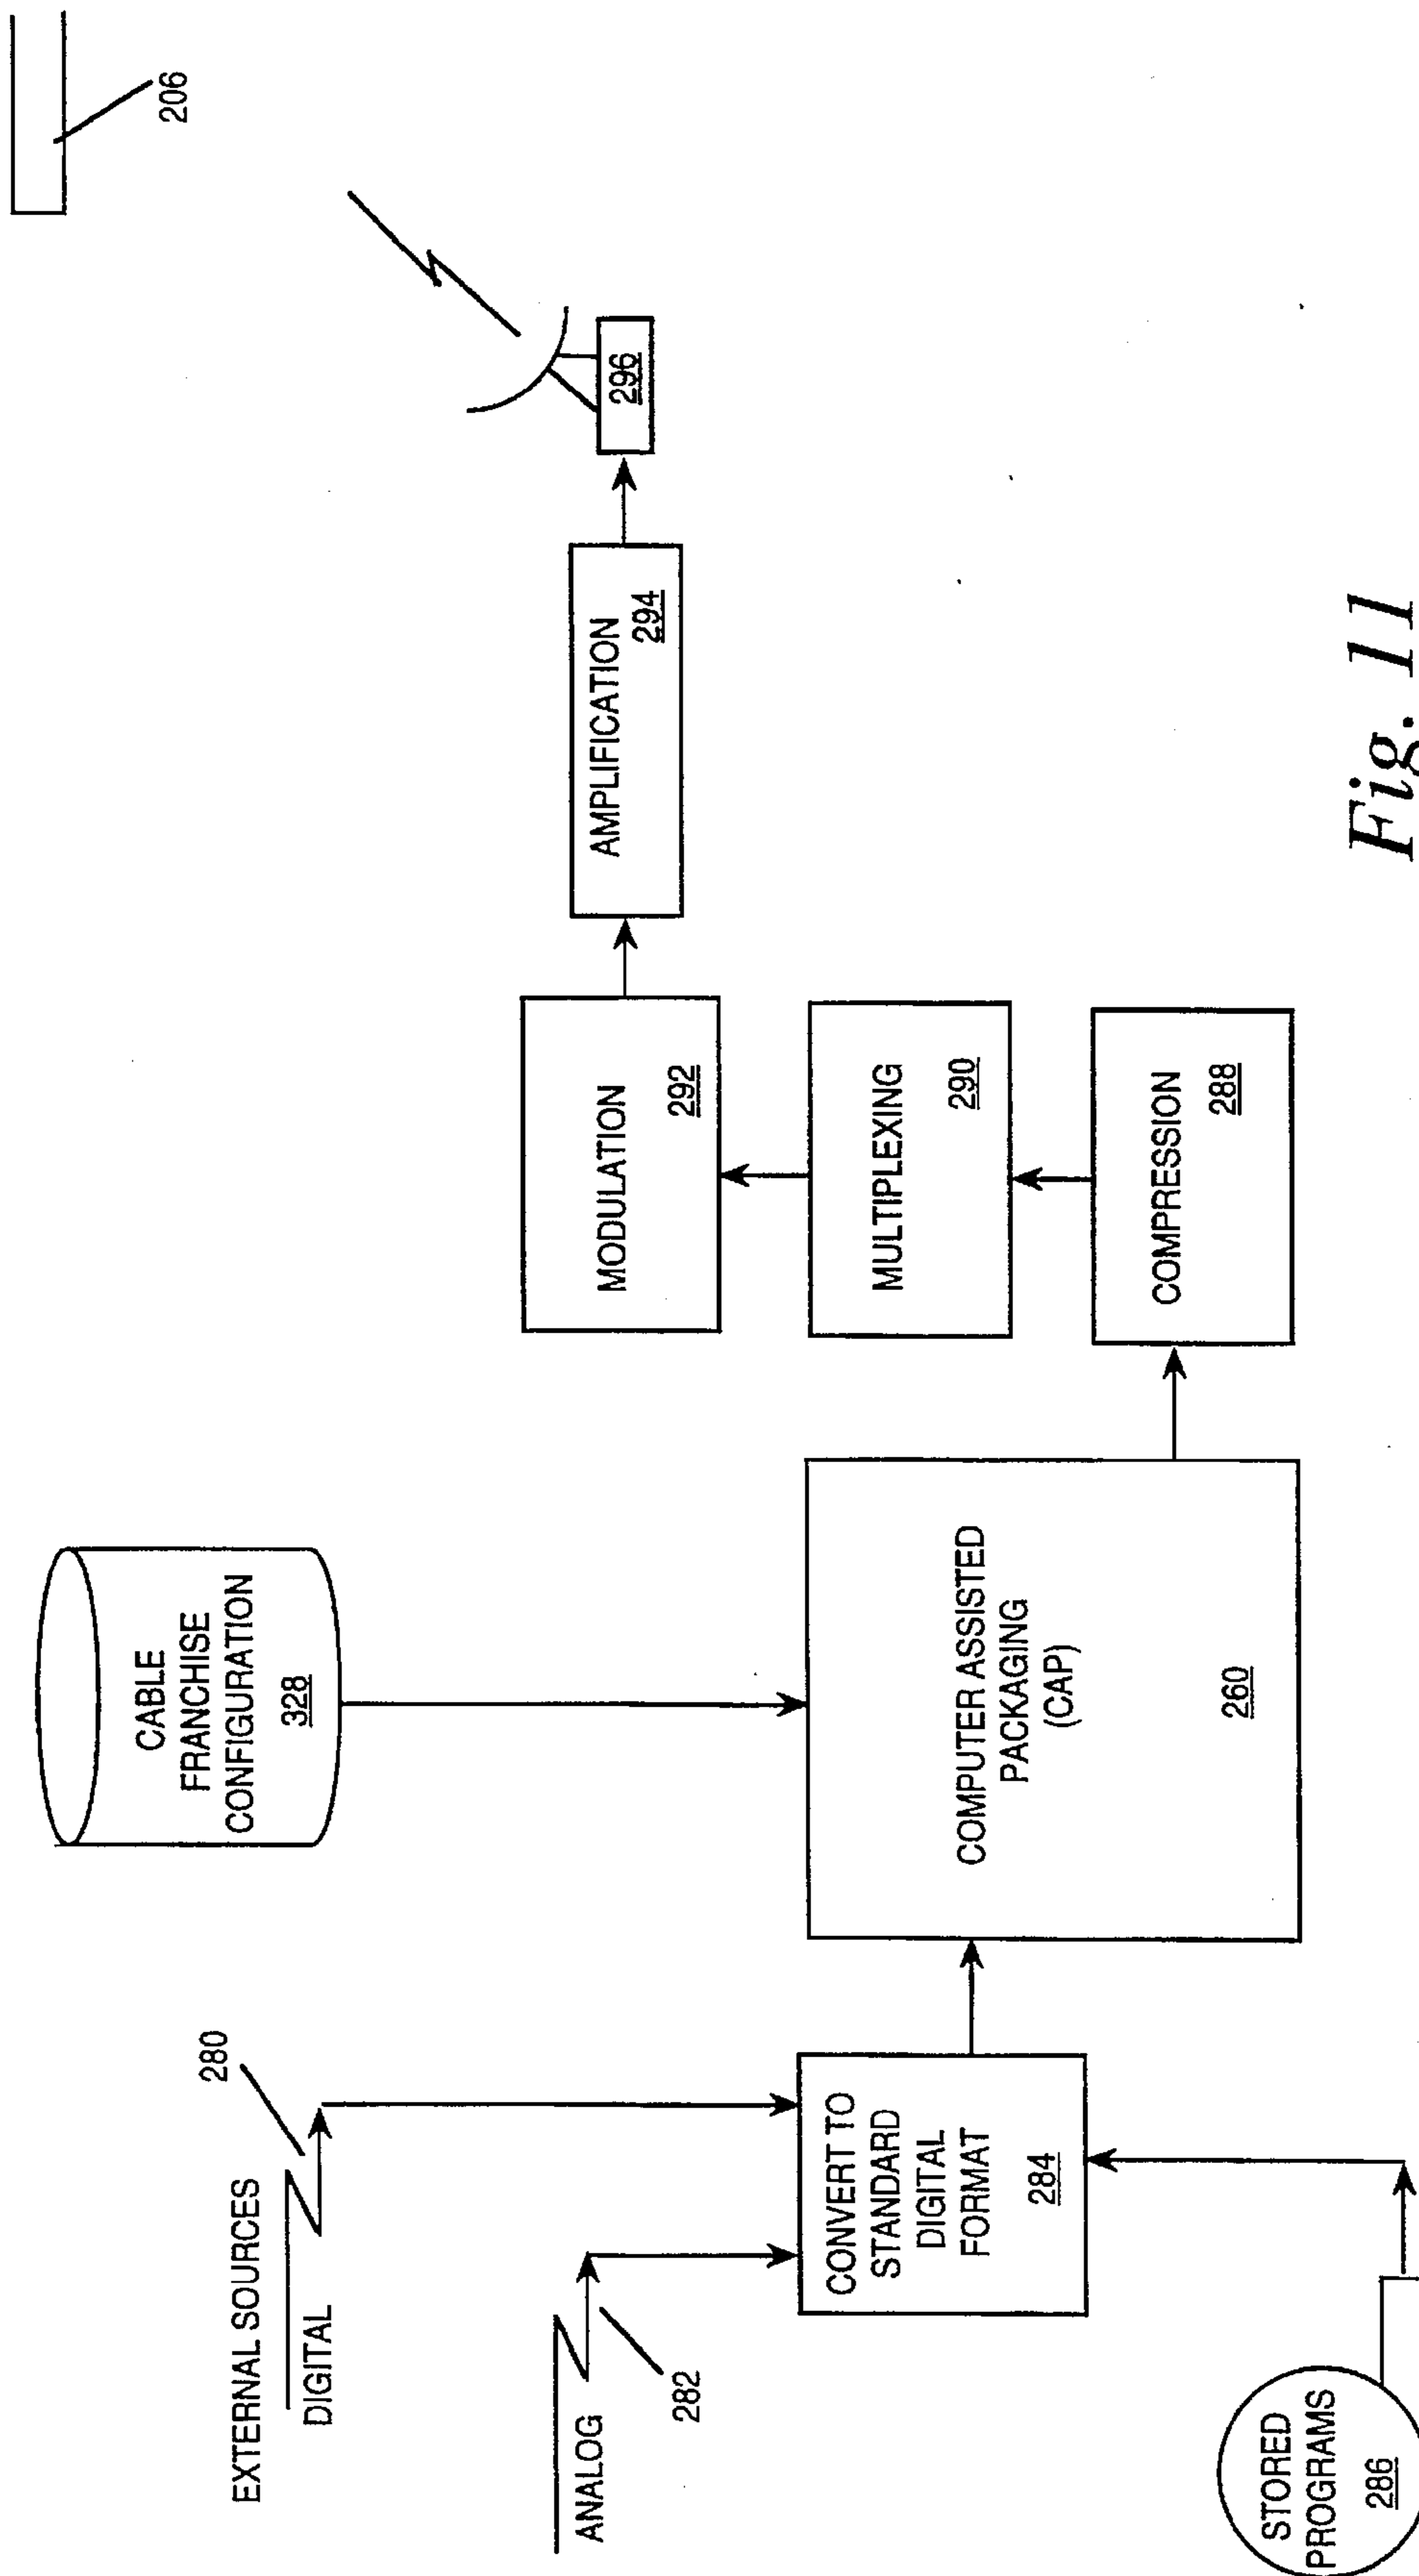 EXTERNAL SOURCES
DIGITAL
280
ANALOG
282
STORED
PROGRAMS
286
CONVERT TO
STANDARD
DIGITAL
FORMAT
284
CABLE
FRANCHISE
CONFIGURATION
328
COMPUTER ASSISTED
PACKAGING
(CAP)
260
COMPRESSION
288
MULTIPLEXING
290
MODULATION
292
AMPLIFICATION
294
296
206
Fig. 11